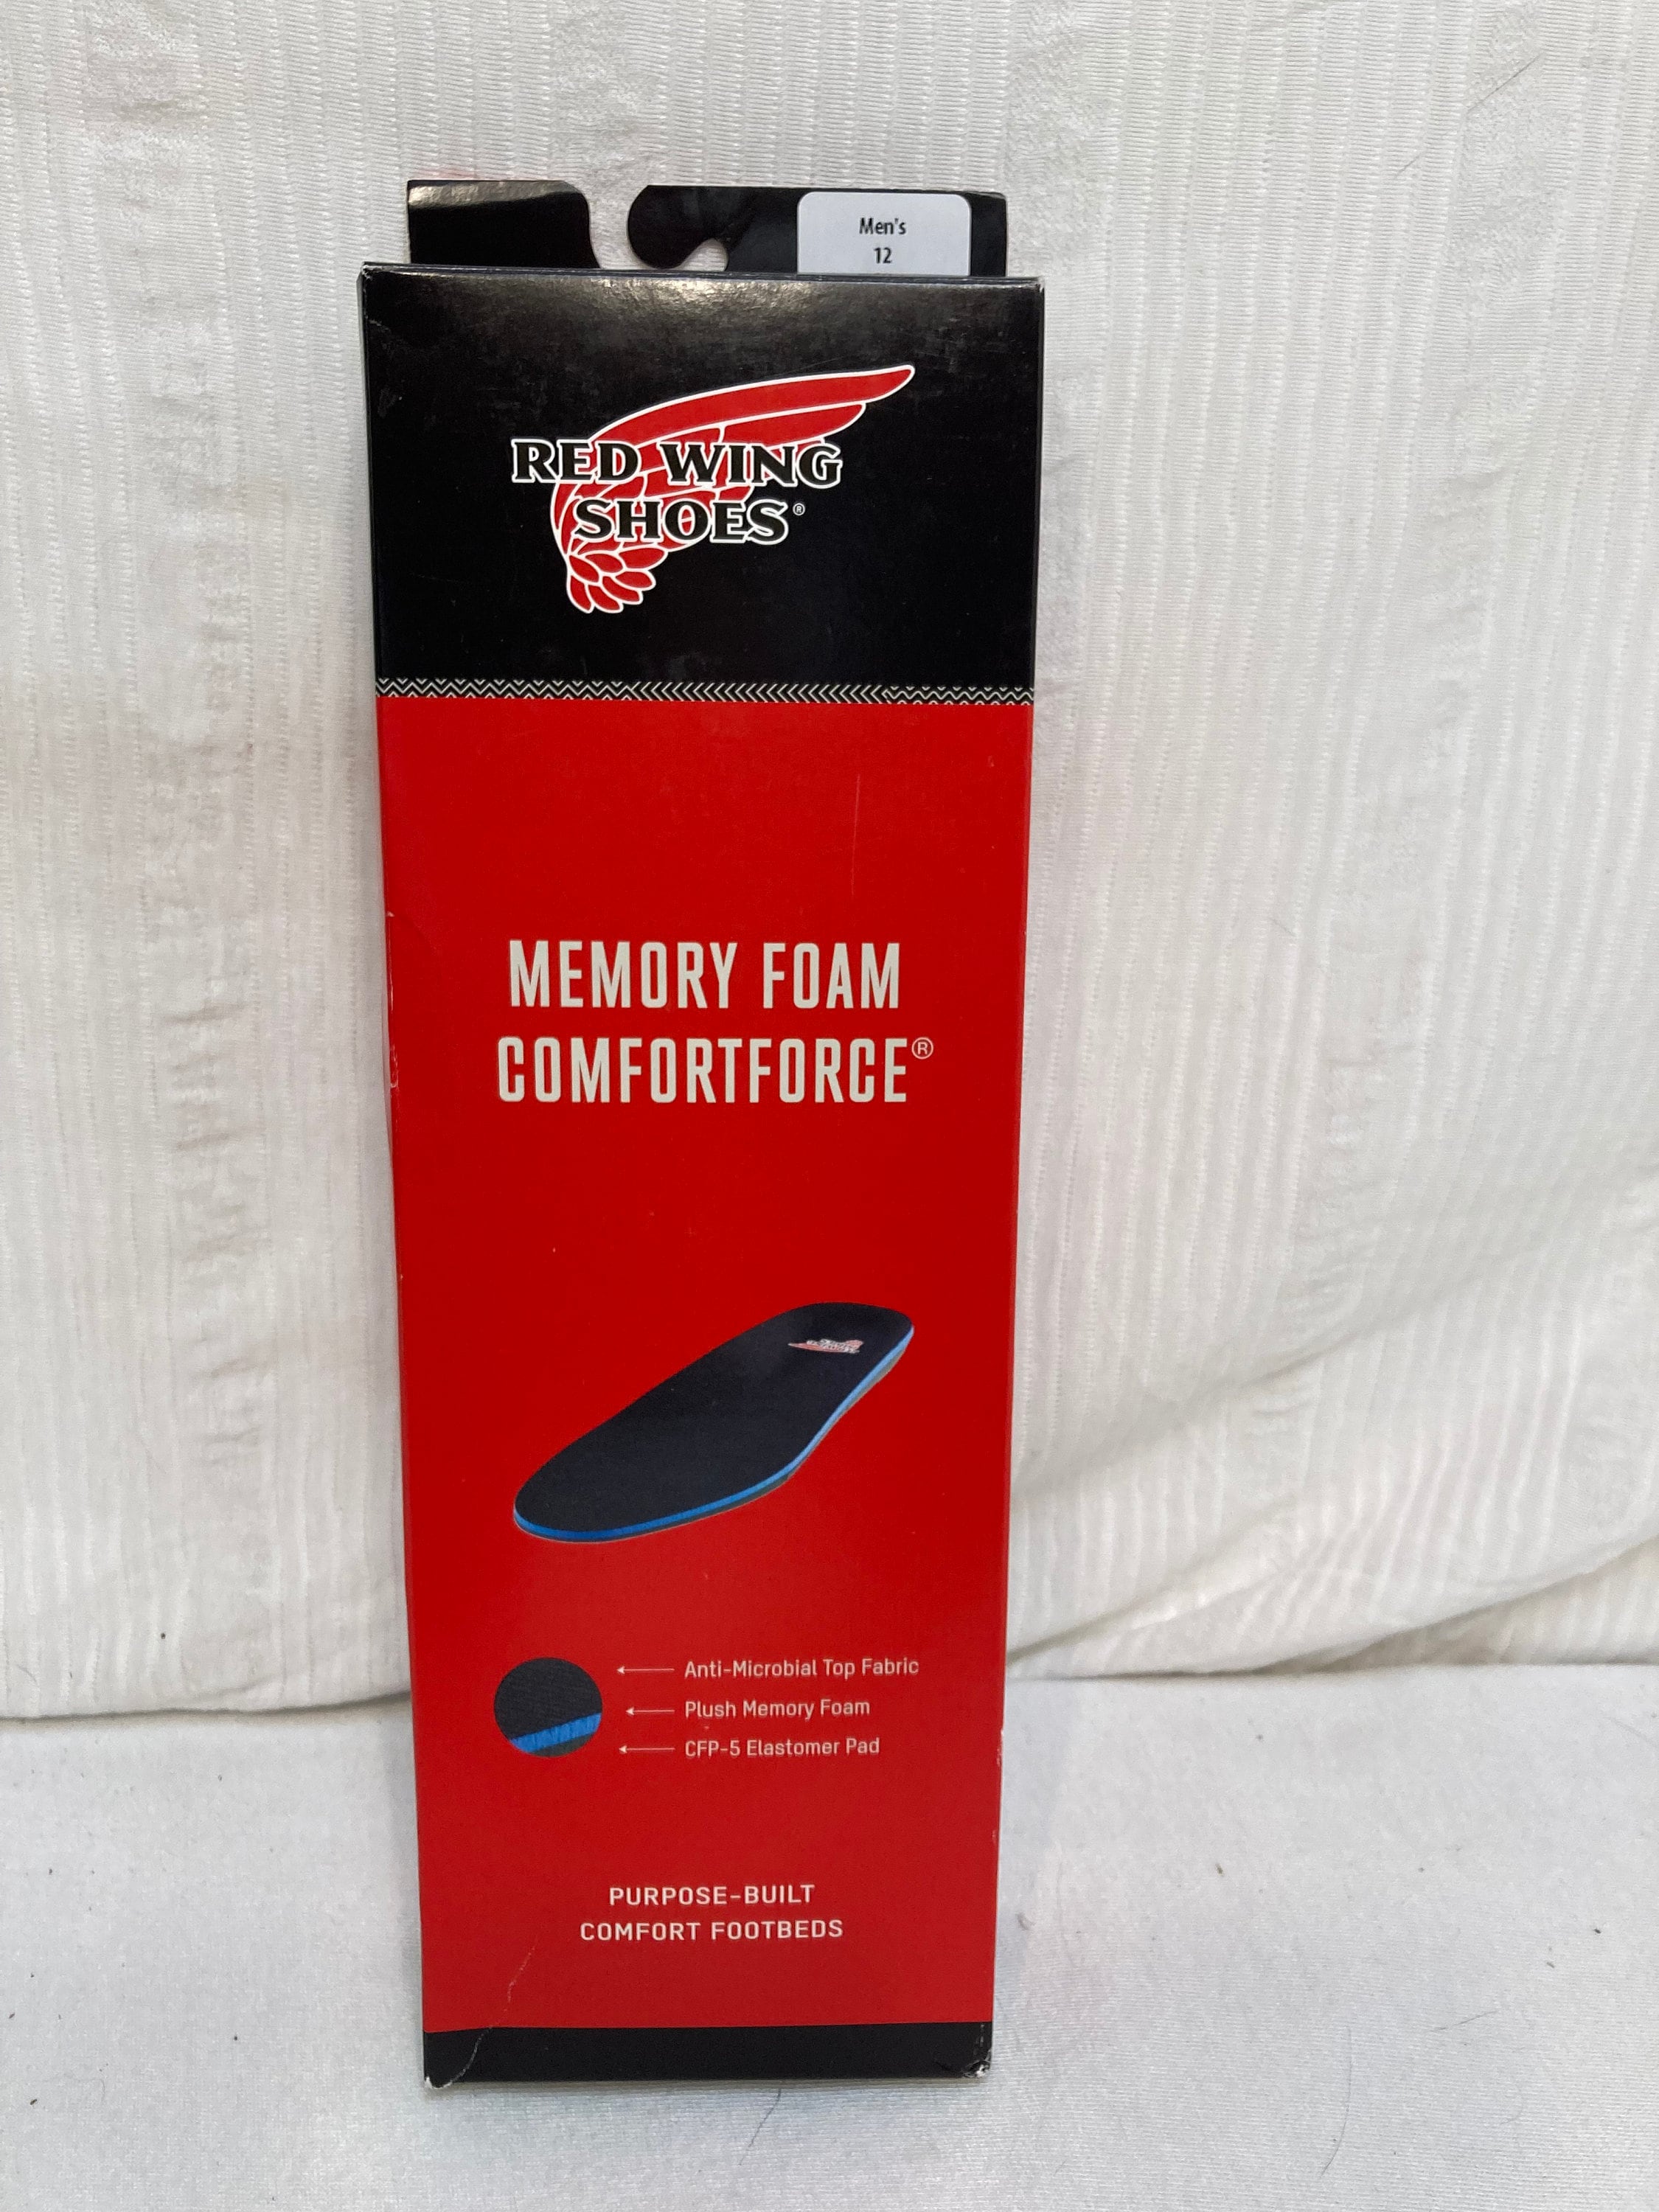 Men's
12
RED WING
SHOES®
MEMORY FOAM
COMFORTFORCE®
Anti-Microbial Top Fabric
Plush Memory Foam
CFP-5 Elastomer Pad
PURPOSE-BUILT
COMFORT FOOTBEDS